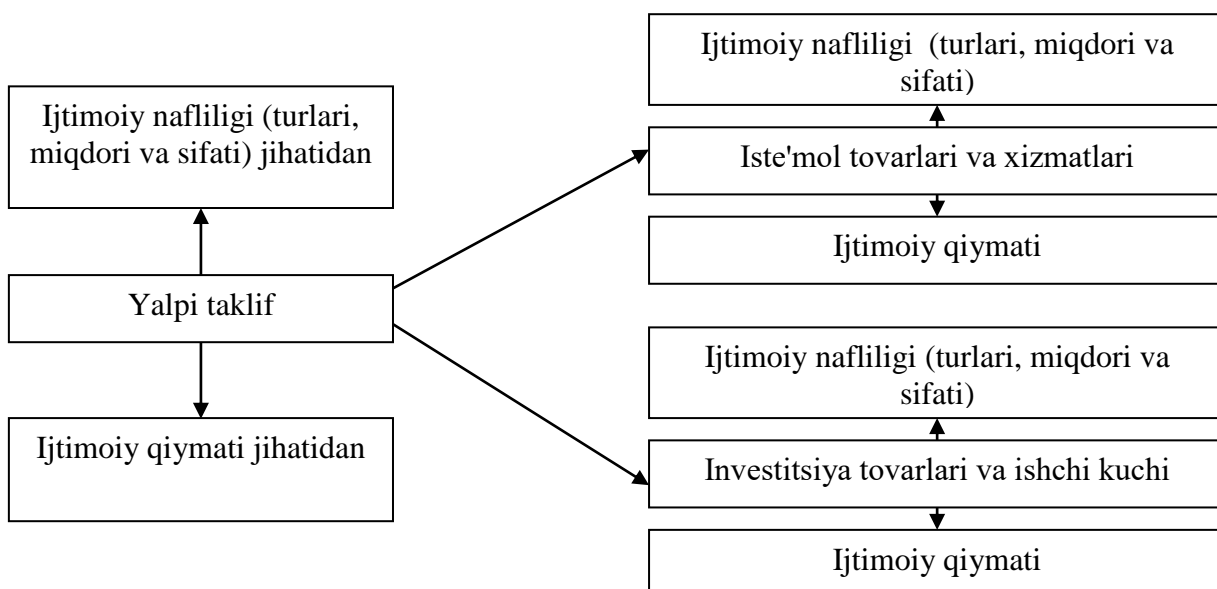 Ijtimoiy nafliligi (turlari,
miqdori va sifati) jihatidan
Yalpi taklif
Ijtimoiy qiymati jihatidan
Ijtimoiy nafliligi  (turlari, miqdori va
sifati)
Iste'mol tovarlari va xizmatlari
Ijtimoiy qiymati
Ijtimoiy nafliligi (turlari, miqdori va
sifati)
Investitsiya tovarlari va ishchi kuchi
Ijtimoiy qiymati